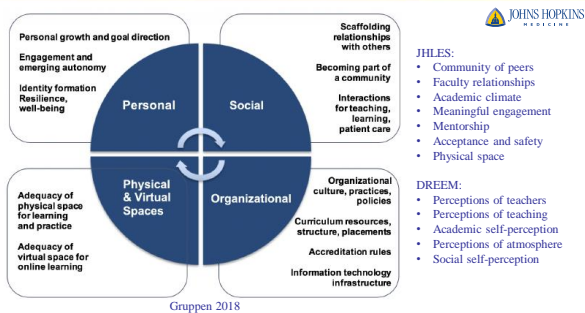 JOHNS HOPKINS
MEDICINE
Personal growth and goal direction
Engagement and
emerging autonomy
Identity formation
Resilience,
well-being
Personal
Scaffolding
relationships
with others
Becoming part of
a community
Interactions
for teaching,
learning,
patient care
Social
Adequacy of
physical space
for learning
and practice
Adequacy of
virtual space for
online learning
Physical
& Virtual
Spaces
Organizational
Organizational
culture, practices,
policies
Curriculum resources,
structure, placements
Accreditation rules
Information technology
infrastructure
Gruppen 2018
JHLES:
• Community of peers
• Faculty relationships
• Academic climate
• Meaningful engagement
• Mentorship
• Acceptance and safety
• Physical space
DREEM:
• Perceptions of teachers
• Perceptions of teaching
• Academic self-perception
• Perceptions of atmosphere
• Social self-perception